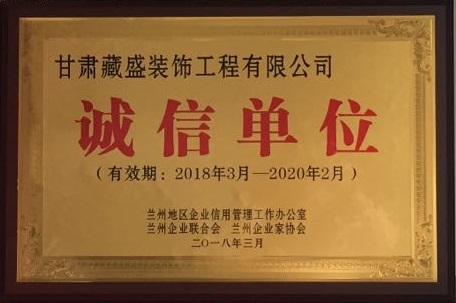 甘肃藏盛装饰工程有限公司
诚信单位
(有效期：2018年3月—2020年2月)
兰州地区企业信用管理工作办公室
兰州企业联合会 兰州企业家协会
二〇一八年三月